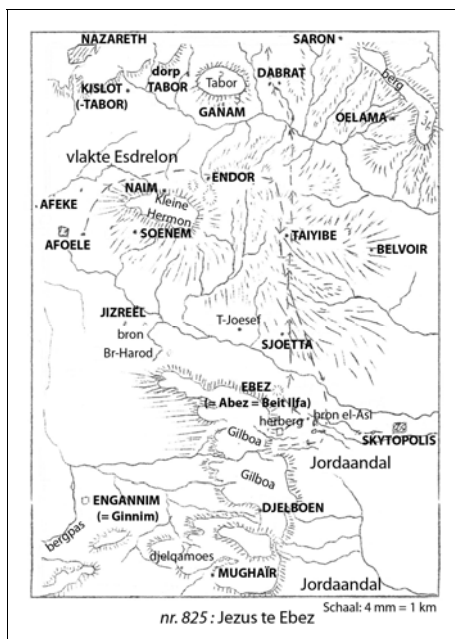 NAZARETH
SARON
dorp
TABOR
Tabor
DABRAT
berg
KISLOT
(-TABOR)
GANAM
OELAMA
vlakte Esdrelon
ENDOR
NAIM
Kleine
Hermon
AFEKE
SOENEM
AFOELE
TAIYIBE
BELVOIR
JIZREËL
bron
Br-Harod
T-Joesef
SJOETTA
EBEZ
(= Abez = Beit Ilfa)
herberg
bron el-Asi
Gilboa
SKYTOPOLIS
Jordaandal
Gilboa
ENGANNIM
(= Ginnim)
DJELBOEN
bergpas
djelqamoes
MUGHAÏR
Jordaandal
Schaal: 4 mm = 1 km
nr. 825 : Jezus te Ebez